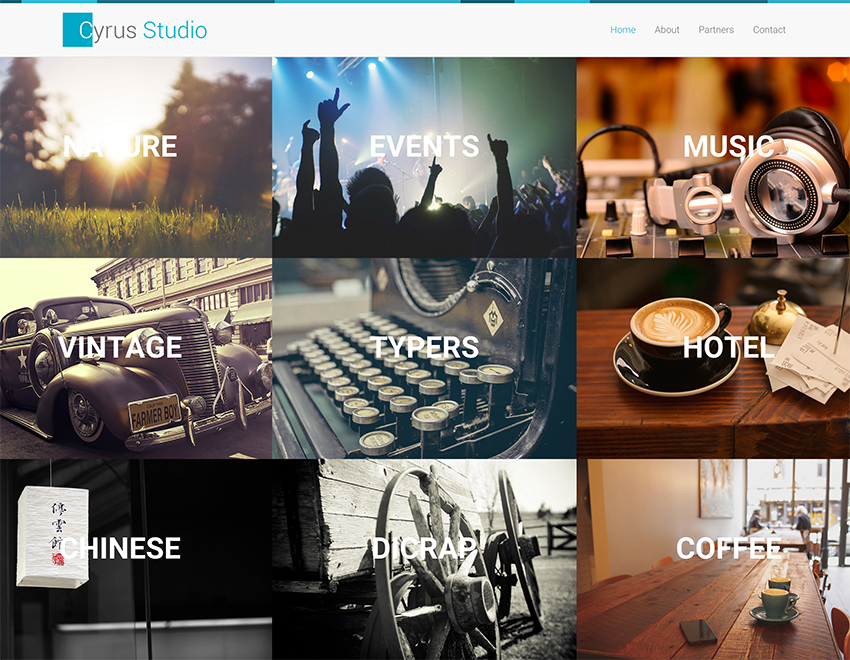 Cyrus Studio
Home About Partners Contact
NATURE
EVENTS
MUSIC
VINTAGE
FARMER BOY
TYPERS
HOTEL
CHINESE
DICRAP
COFFEE